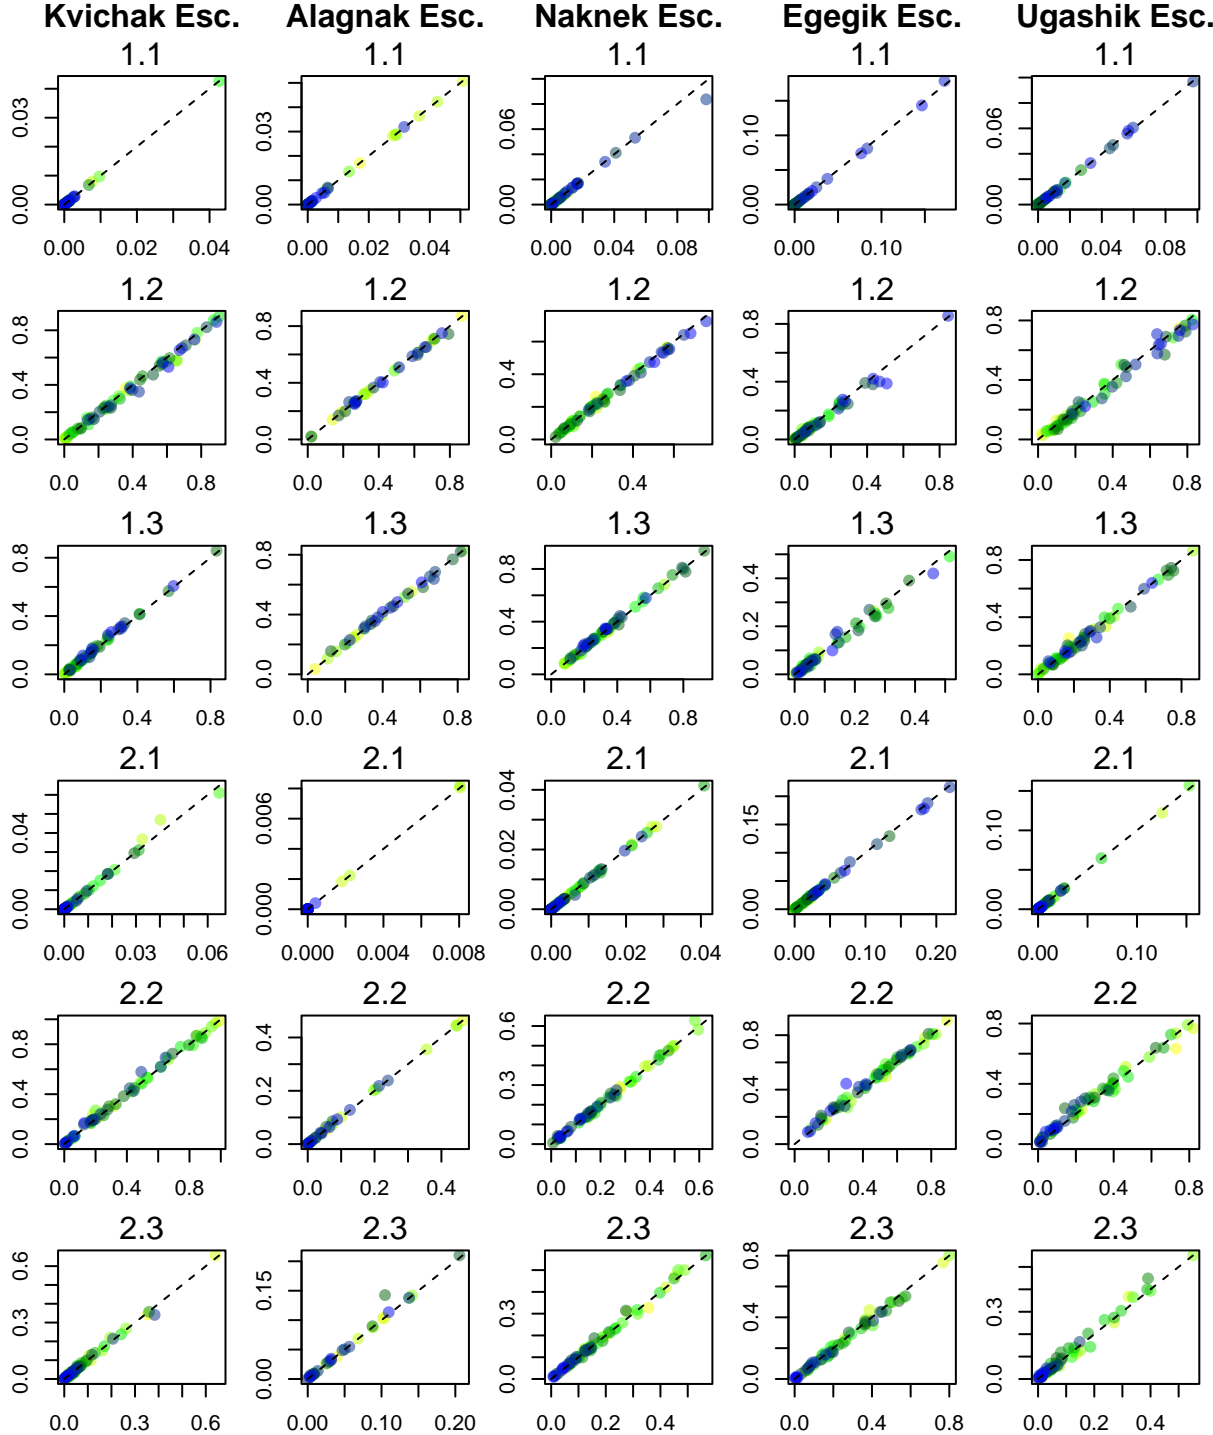 Kvichak Esc. Alagnak Esc. Naknek Esc. Egegik Esc. Ugashik Esc.
1.1 1.1 1.1 1.1 1.1
0.00 0.03 0.00 0.03 0.00 0.06 0.00 0.10 0.00 0.06
0.00 0.02 0.04 0.00 0.02 0.04 0.00 0.04 0.08 0.00 0.10 0.00 0.04 0.08
1.2 1.2 1.2 1.2 1.2
0.0 0.4 0.8 0.0 0.4 0.8 0.0 0.4 0.0 0.4 0.8 0.0 0.4 0.8
0.0 0.4 0.8 0.0 0.4 0.8 0.0 0.4 0.0 0.4 0.8 0.0 0.4 0.8
1.3 1.3 1.3 1.3 1.3
0.0 0.4 0.8 0.0 0.4 0.8 0.0 0.4 0.8 0.0 0.2 0.4 0.0 0.4 0.8
0.0 0.4 0.8 0.0 0.4 0.8 0.0 0.4 0.8 0.0 0.2 0.4 0.0 0.4 0.8
2.1 2.1 2.1 2.1 2.1
0.00 0.04 0.000 0.006 0.00 0.02 0.04 0.00 0.15 0.00 0.10
0.00 0.03 0.06 0.000 0.004 0.008 0.00 0.02 0.04 0.00 0.10 0.20 0.00 0.10
2.2 2.2 2.2 2.2 2.2
0.0 0.4 0.8 0.0 0.2 0.4 0.0 0.3 0.6 0.0 0.4 0.8 0.0 0.4 0.8
0.0 0.4 0.8 0.0 0.2 0.4 0.0 0.2 0.4 0.6 0.0 0.4 0.8 0.0 0.4 0.8
2.3 2.3 2.3 2.3 2.3
0.0 0.3 0.6 0.00 0.15 0.0 0.3 0.0 0.4 0.8 0.0 0.3
0.0 0.3 0.6 0.00 0.10 0.20 0.0 0.2 0.4 0.0 0.4 0.8 0.0 0.2 0.4